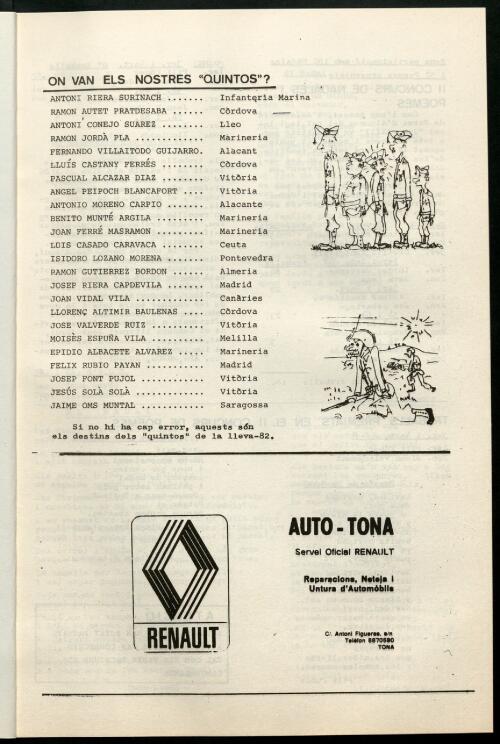 ON VAN ELS NOSTRES "QUINTOS"?
ANTONI RIERA SURINACH ....... Infantęria Marina
RAMON AUTET PRATDESABA ...... Còrdova
ANTONI CONEJO SUAREZ ........ Lleo
RAMON JORDÀ PLA ............. Marineria
FERNANDO VILLAITODO GUIJARRO. Alacant
LLUÍS CASTANY FERRÉS ........ Còrdova
PASCUAL ALCAZAR DIAZ ........ Vitòria
ANGEL PEIPOCH BLANCAFORT .... Vitòria
ANTONIO MORENO CARPIO ....... Alacante
BENITO MUNTÉ ARGILA ......... Marineria
JOAN FERRÉ MASRAMON ......... Marineria
LUIS CASADO CARAVACA ........ Ceuta
ISIDORO LOZANO MORENA ....... Pontevedra
RAMON GUTIERREZ BORDON ...... Almeria
JOSEP RIERA CAPDEVILA ....... Madrid
JOAN VIDAL VILA ............. Canàries
LLORENÇ ALTIMIR BAULENAS .... Còrdova
JOSE VALVERDE RUIZ .......... Vitòria
MOISÈS ESPUÑA VILA .......... Melilla
EPIDIO ALBACETE ALVAREZ ..... Marineria
FELIX RUBIO PAYAN ........... Madrid
JOSEP FONT PUJOL ............ Vitòria
JESÚS SOLÀ SOLÀ ............. Vitòria
JAIME OMS MUNTAL ............ Saragossa
Si no hi ha cap error, aquests són
els destins dels "quintos" de la lleva-82.
RENAULT
AUTO - TONA
Servei Oficial RENAULT
Reparacions, Neteja i
Untura d'Automòbils
C/. Antoni Figueras, s/n
Telèfon 8870580
TONA